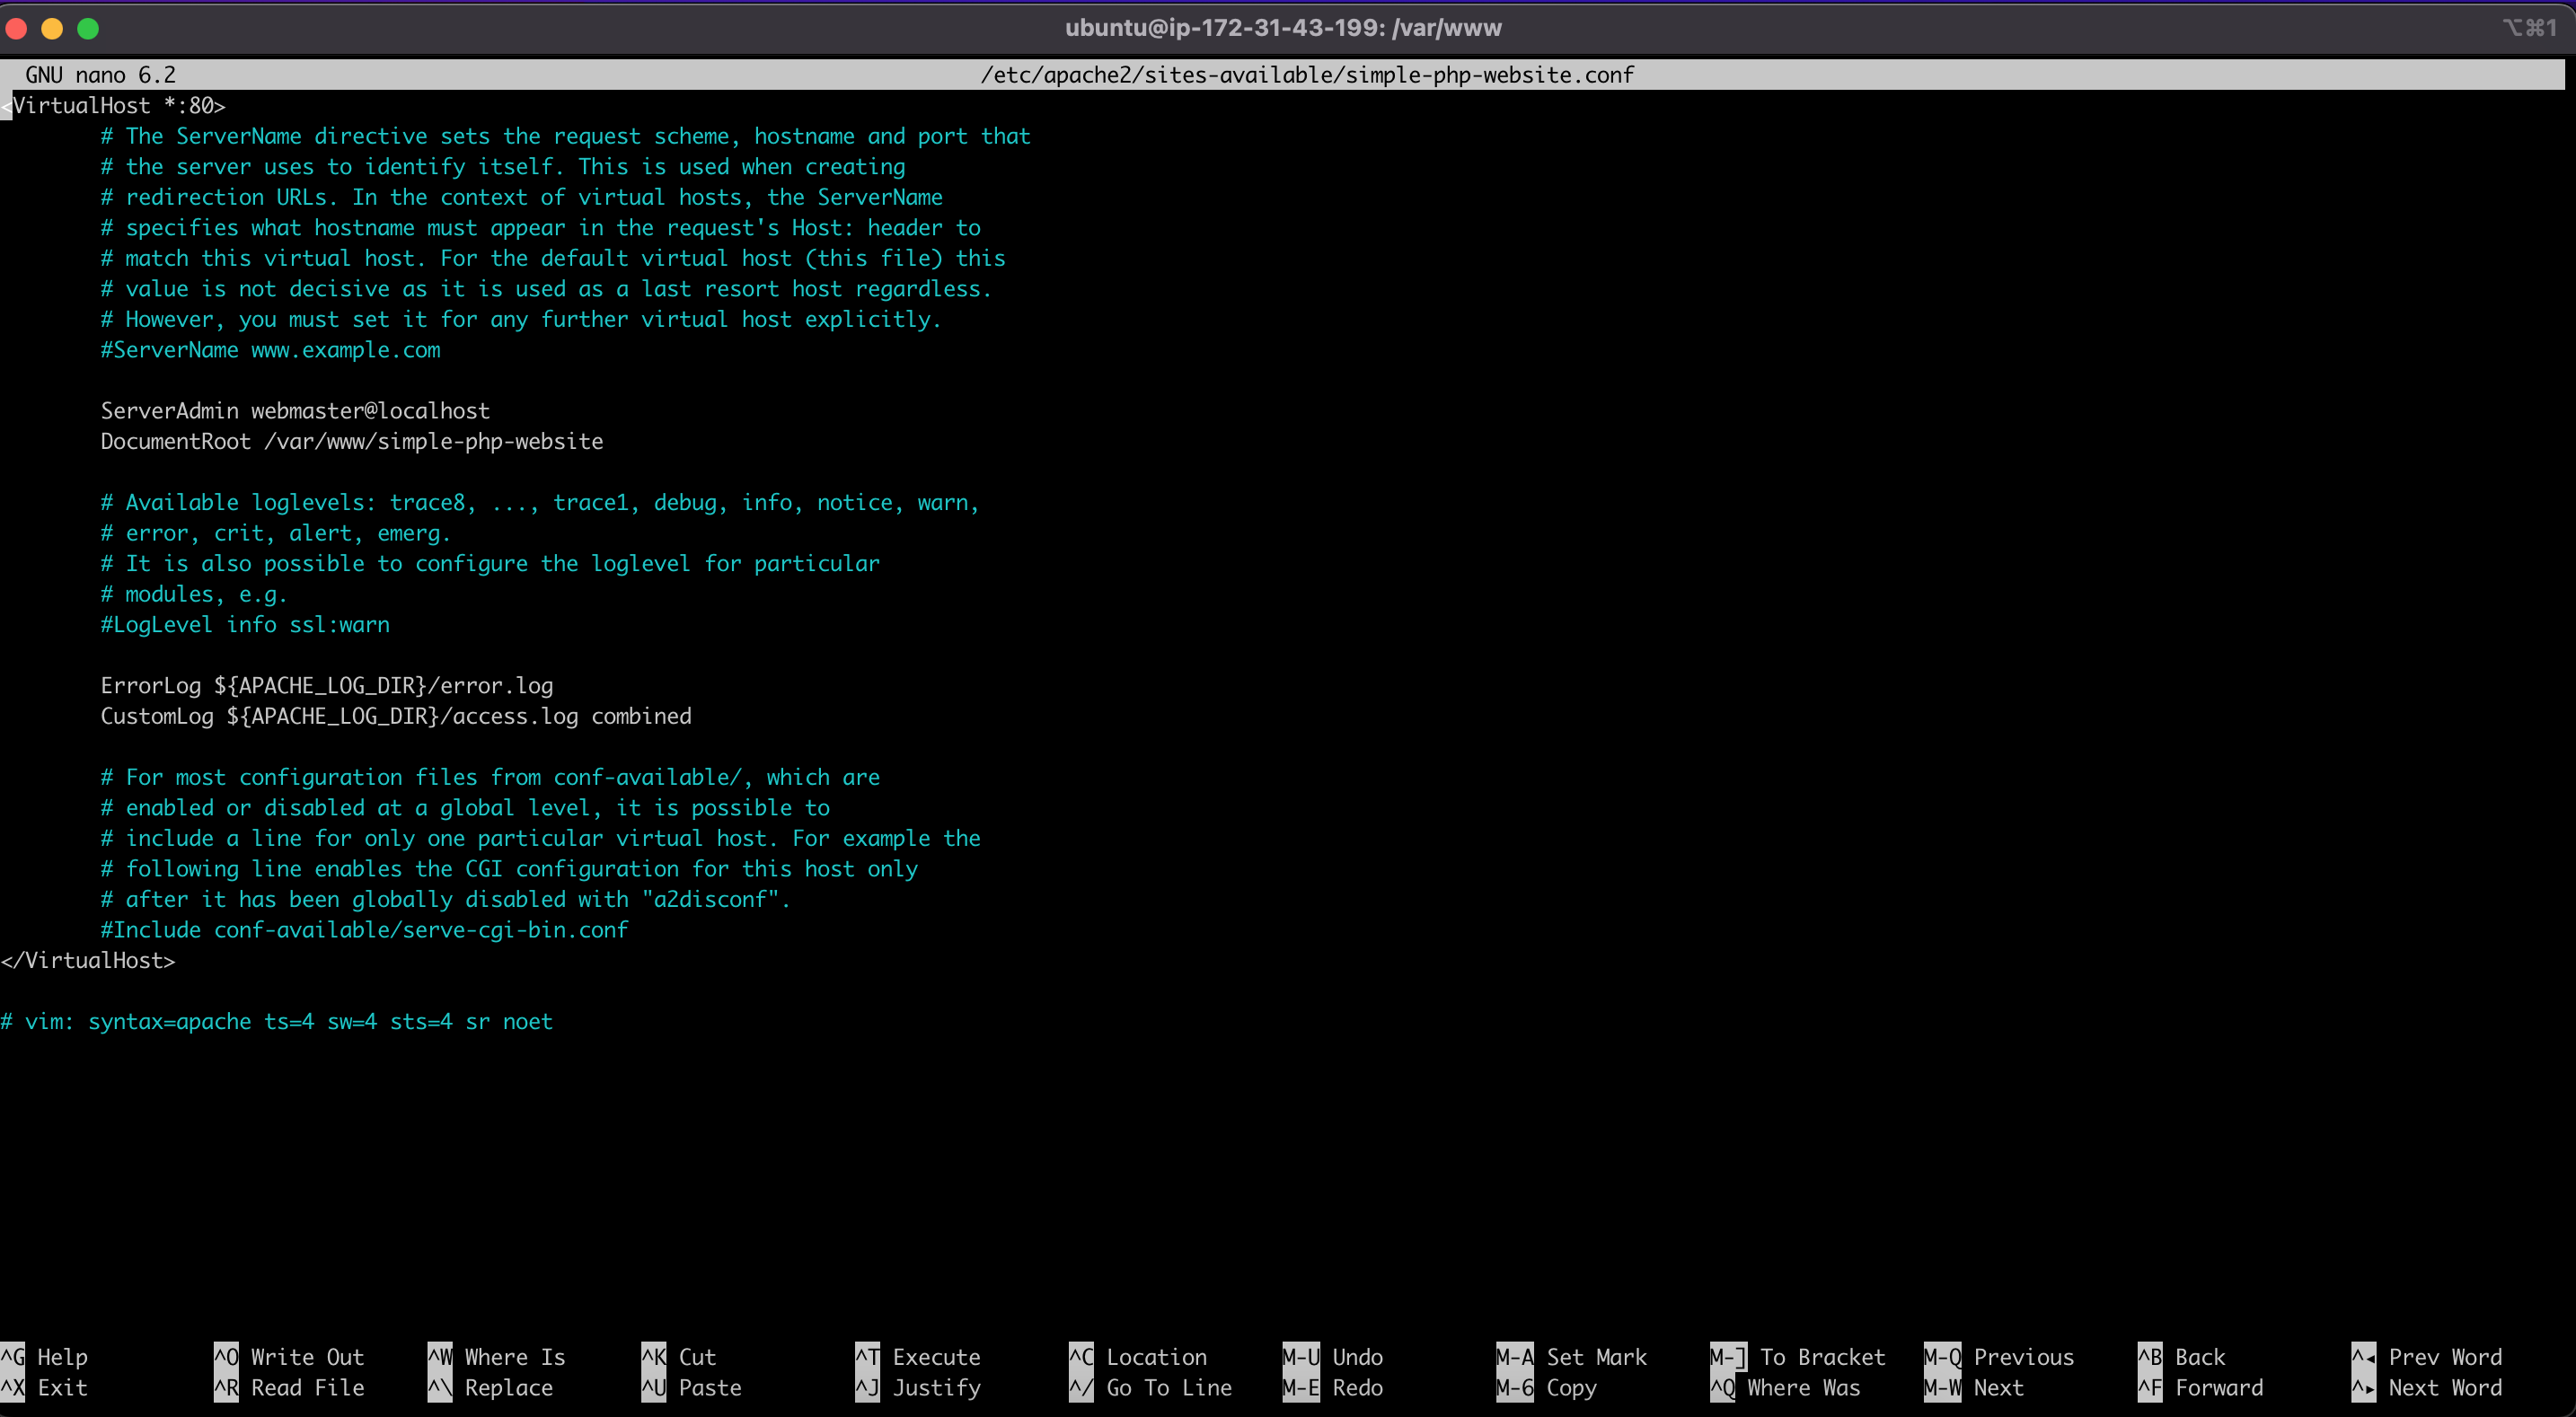 ubuntu@ip-172-31-43-199: /var/www
⌥⌘1
GNU nano 6.2 /etc/apache2/sites-available/simple-php-website.conf
<VirtualHost *:80>
# The ServerName directive sets the request scheme, hostname and port that
# the server uses to identify itself. This is used when creating
# redirection URLs. In the context of virtual hosts, the ServerName
# specifies what hostname must appear in the request's Host: header to
# match this virtual host. For the default virtual host (this file) this
# value is not decisive as it is used as a last resort host regardless.
# However, you must set it for any further virtual host explicitly.
#ServerName www.example.com
ServerAdmin webmaster@localhost
DocumentRoot /var/www/simple-php-website
# Available loglevels: trace8, ..., trace1, debug, info, notice, warn,
# error, crit, alert, emerg.
# It is also possible to configure the loglevel for particular
# modules, e.g.
#LogLevel info ssl:warn
ErrorLog ${APACHE_LOG_DIR}/error.log
CustomLog ${APACHE_LOG_DIR}/access.log combined
# For most configuration files from conf-available/, which are
# enabled or disabled at a global level, it is possible to
# include a line for only one particular virtual host. For example the
# following line enables the CGI configuration for this host only
# after it has been globally disabled with "a2disconf".
#Include conf-available/serve-cgi-bin.conf
</VirtualHost>
# vim: syntax=apache ts=4 sw=4 sts=4 sr noet
^G Help ^O Write Out ^W Where Is ^K Cut ^T Execute ^C Location M-U Undo M-A Set Mark M-] To Bracket M-Q Previous ^B Back ^◂ Prev Word
^X Exit ^R Read File ^\ Replace ^U Paste ^J Justify ^/ Go To Line M-E Redo M-6 Copy ^Q Where Was M-W Next ^F Forward ^▸ Next Word